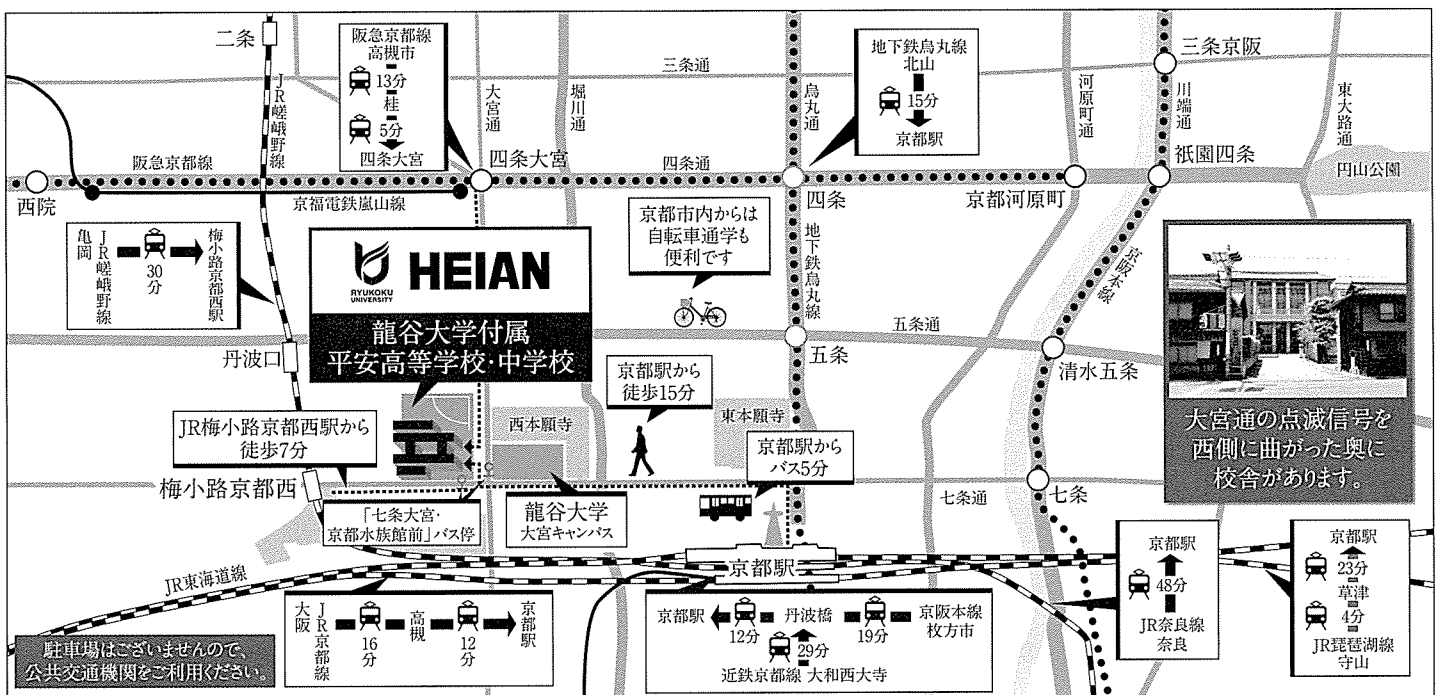 二条
JR嵯峨野線
阪急京都線
高槻市
13分
桂
5分
四条大宮
大宮通
堀川通
三条通
烏丸通
地下鉄烏丸線
北山
15分
京都駅
河原町通
三条京阪
川端通
東大路通
阪急京都線
四条大宮
四条通
祇園四条
円山公園
西院
京福電鉄嵐山線
四条
京都河原町
亀岡
JR嵯峨野線
30分
梅小路京都西駅
RYUKOKU
UNIVERSITY
HEIAN
龍谷大学付属
平安高等学校・中学校
京都市内からは
自転車通学も
便利です
地下鉄烏丸線
京阪本線
五条通
丹波口
五条
清水五条
京都駅から
徒歩15分
JR梅小路京都西駅から
徒歩7分
西本願寺
東本願寺
京都駅から
バス5分
大宮通の点滅信号を
西側に曲がった奥に
校舎があります。
梅小路京都西
七条通
七条
「七条大宮・
京都水族館前」バス停
龍谷大学
大宮キャンパス
京都駅
JR東海道線
大阪
JR京都線
16分
高槻
12分
京都駅
京都駅
12分
丹波橋
19分
京阪本線
枚方市
29分
近鉄京都線 大和西大寺
京都駅
48分
JR奈良線
奈良
京都駅
23分
草津
4分
JR琵琶湖線
守山
駐車場はございませんので、
公共交通機関をご利用ください。